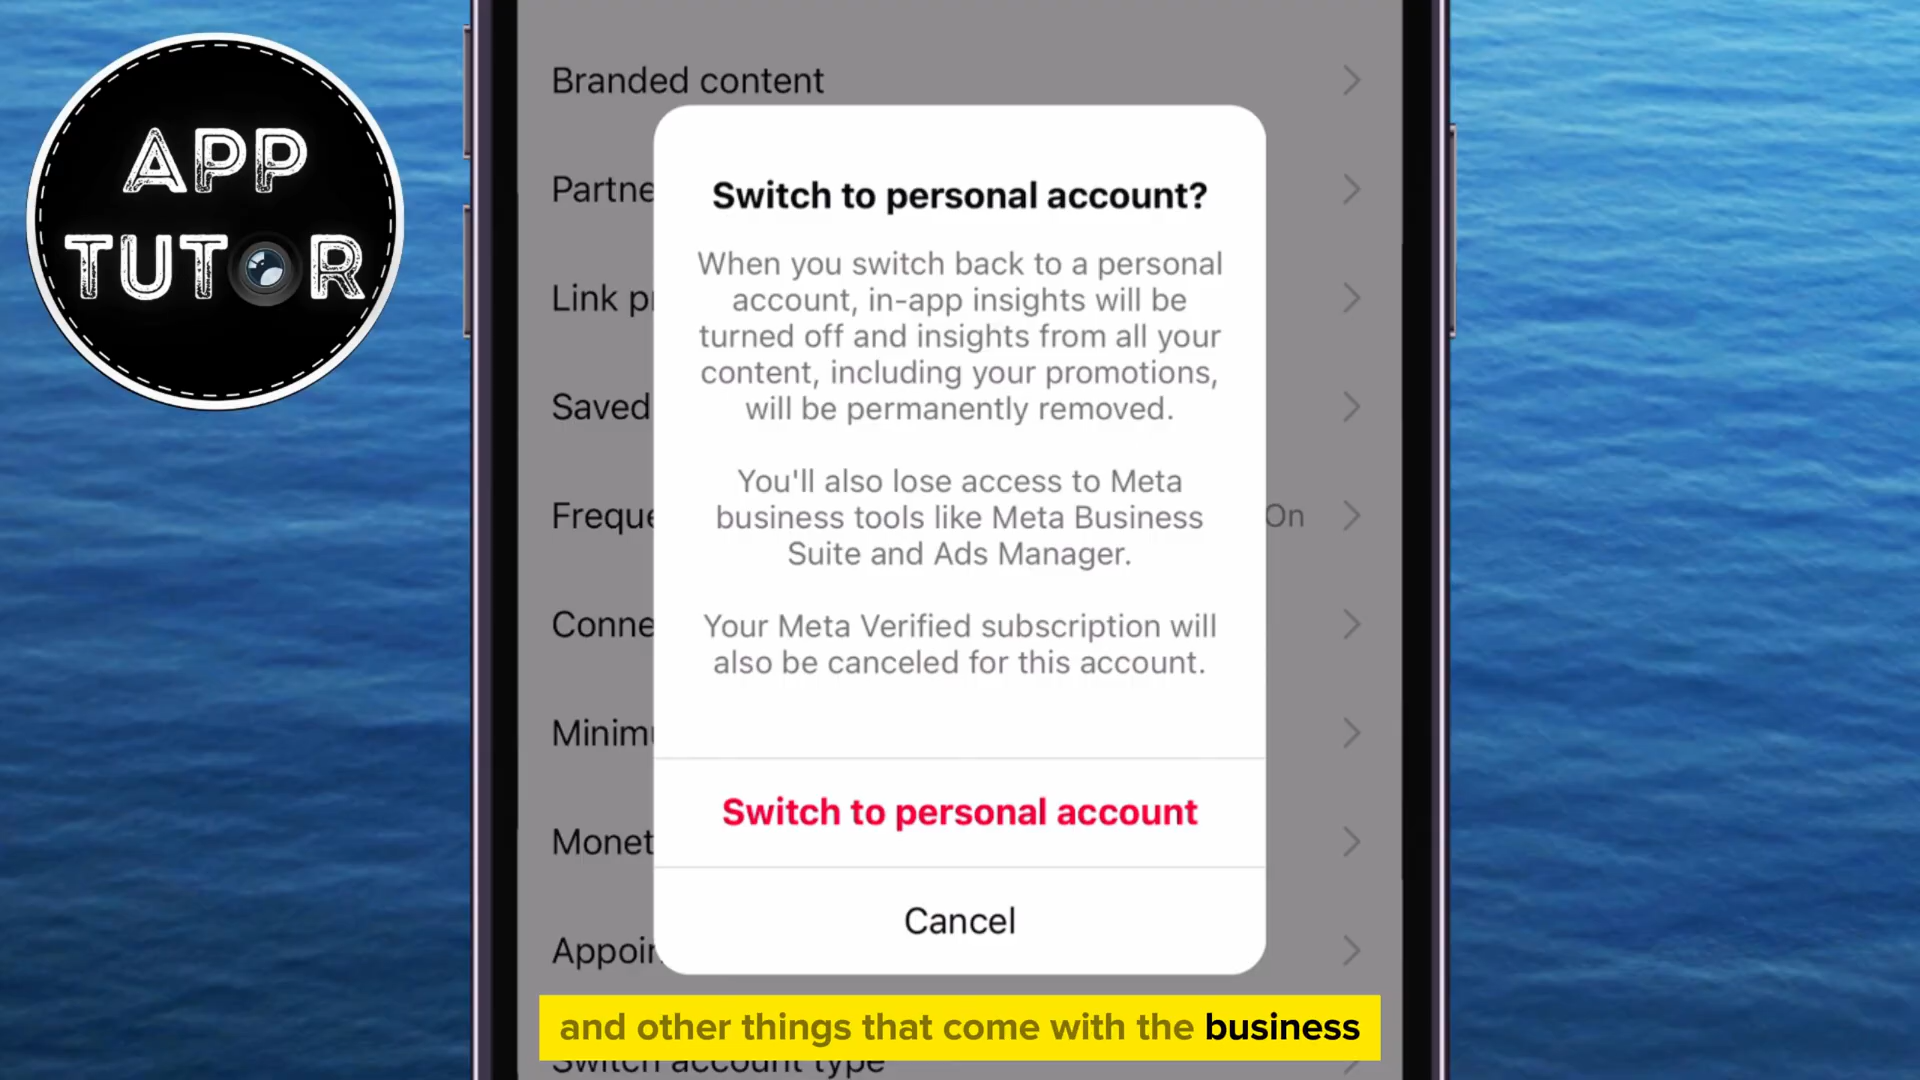 APP
TUTOR
Branded content
Switch to personal account?
When you switch back to a personal
account, in-app insights will be
turned off and insights from all your
content, including your promotions,
will be permanently removed.
You'll also lose access to Meta
business tools like Meta Business
Suite and Ads Manager.
Your Meta Verified subscription will
also be canceled for this account.
Switch to personal account
Cancel
Partne
Link p
Saved
Freque
On
Conne
Minim
Monet
Appoin
and other things that come with the business
Switch account type